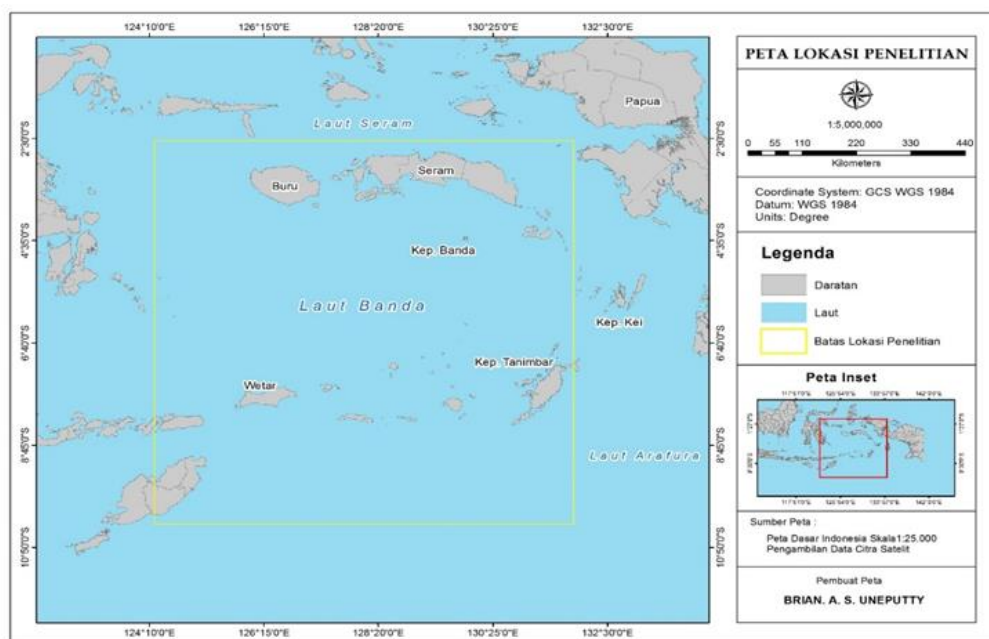 124°10'0"E 126°15'0"E 128°20'0"E 130°25'0"E 132°30'0"E
Papua
Laut Seram
2°30'0"S 2°30'0"S
Seram
Buru
4°35'0"S 4°35'0"S
Kep. Banda
Laut Banda
Kep. Kei
6°40'0"S 6°40'0"S
Kep. Tanimbar
Wetar
8°45'0"S 8°45'0"S
Laut Arafura
10°50'0"S 10°50'0"S
124°10'0"E 126°15'0"E 128°20'0"E 130°25'0"E 132°30'0"E
PETA LOKASI PENELITIAN
1:5,000,000
0 55 110 220 330 440
Kilometers
Coordinate System: GCS WGS 1984
Datum: WGS 1984
Units: Degree
Legenda
Daratan
Laut
Batas Lokasi Penelitian
Peta Inset
Sumber Peta :
Peta Dasar Indonesia Skala1:25.000
Pengambilan Data Citra Satelit
Pembuat Peta
BRIAN. A. S. UNEPUTTY